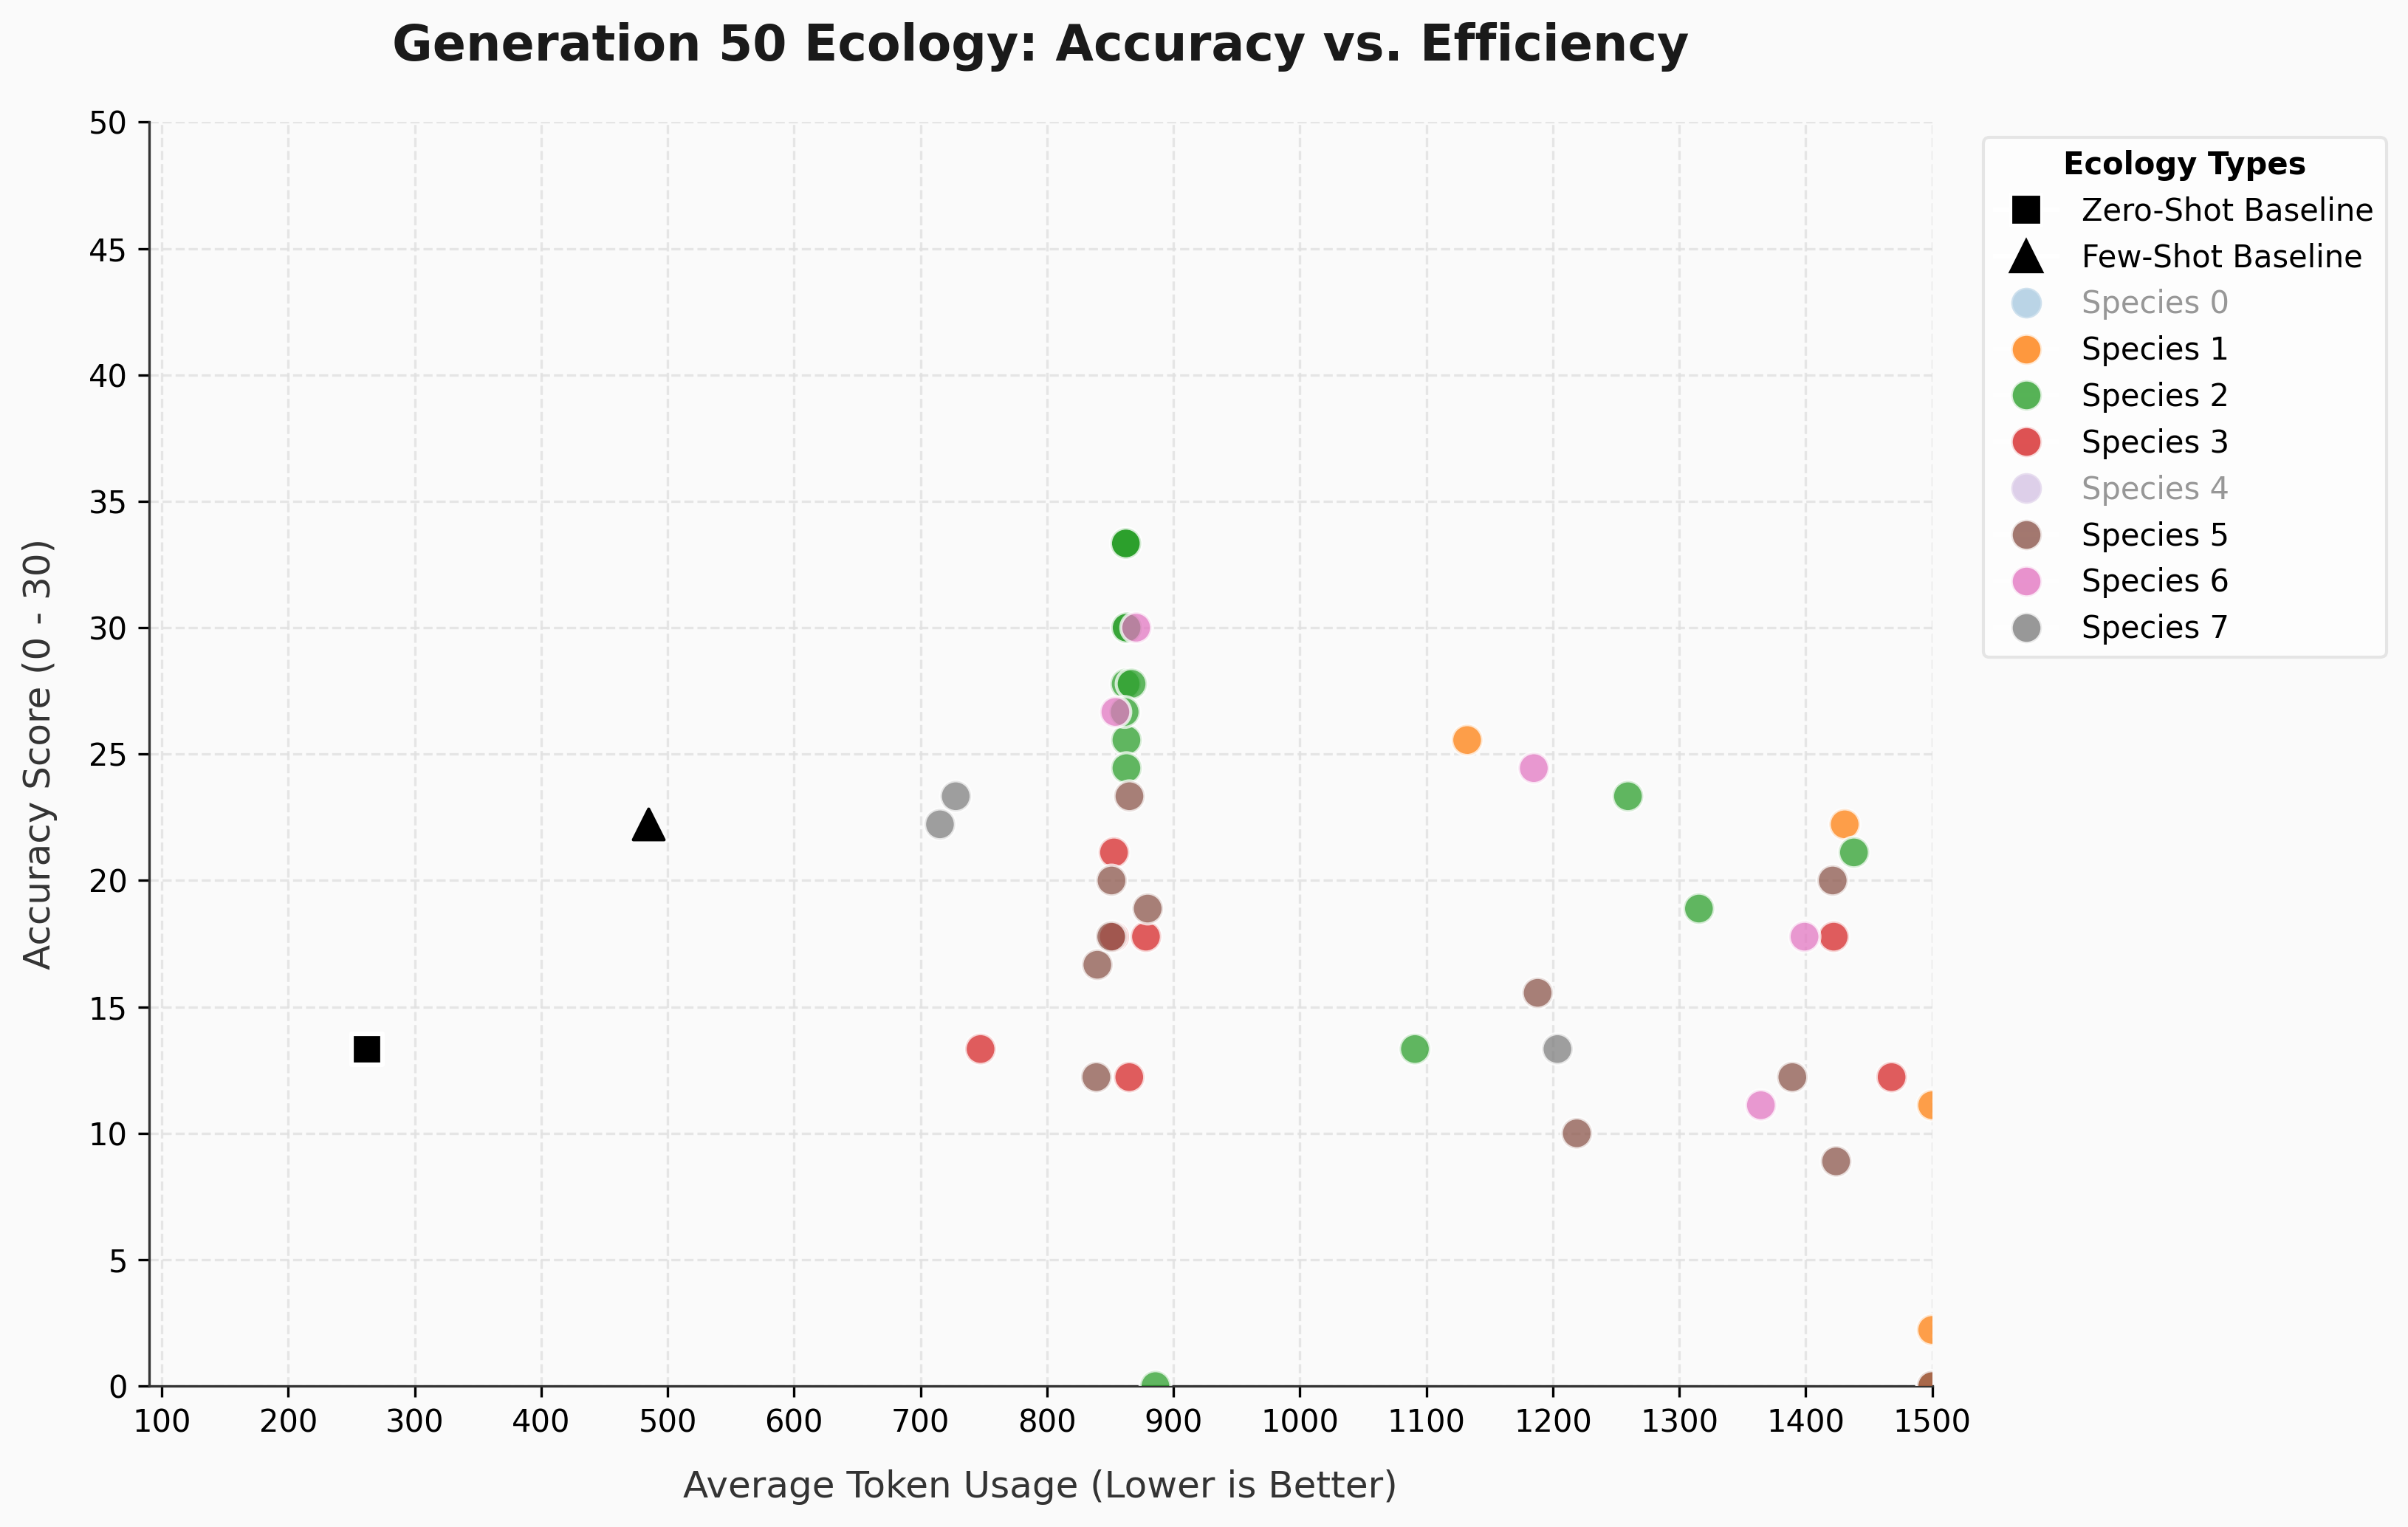 Generation 50 Ecology: Accuracy vs. Efficiency
50
45
40
35
30
25
20
15
10
5
0
Accuracy Score (0 - 30)
100 200 300 400 500 600 700 800 900 1000 1100 1200 1300 1400 1500
Average Token Usage (Lower is Better)
Ecology Types
Zero-Shot Baseline
Few-Shot Baseline
Species 0
Species 1
Species 2
Species 3
Species 4
Species 5
Species 6
Species 7